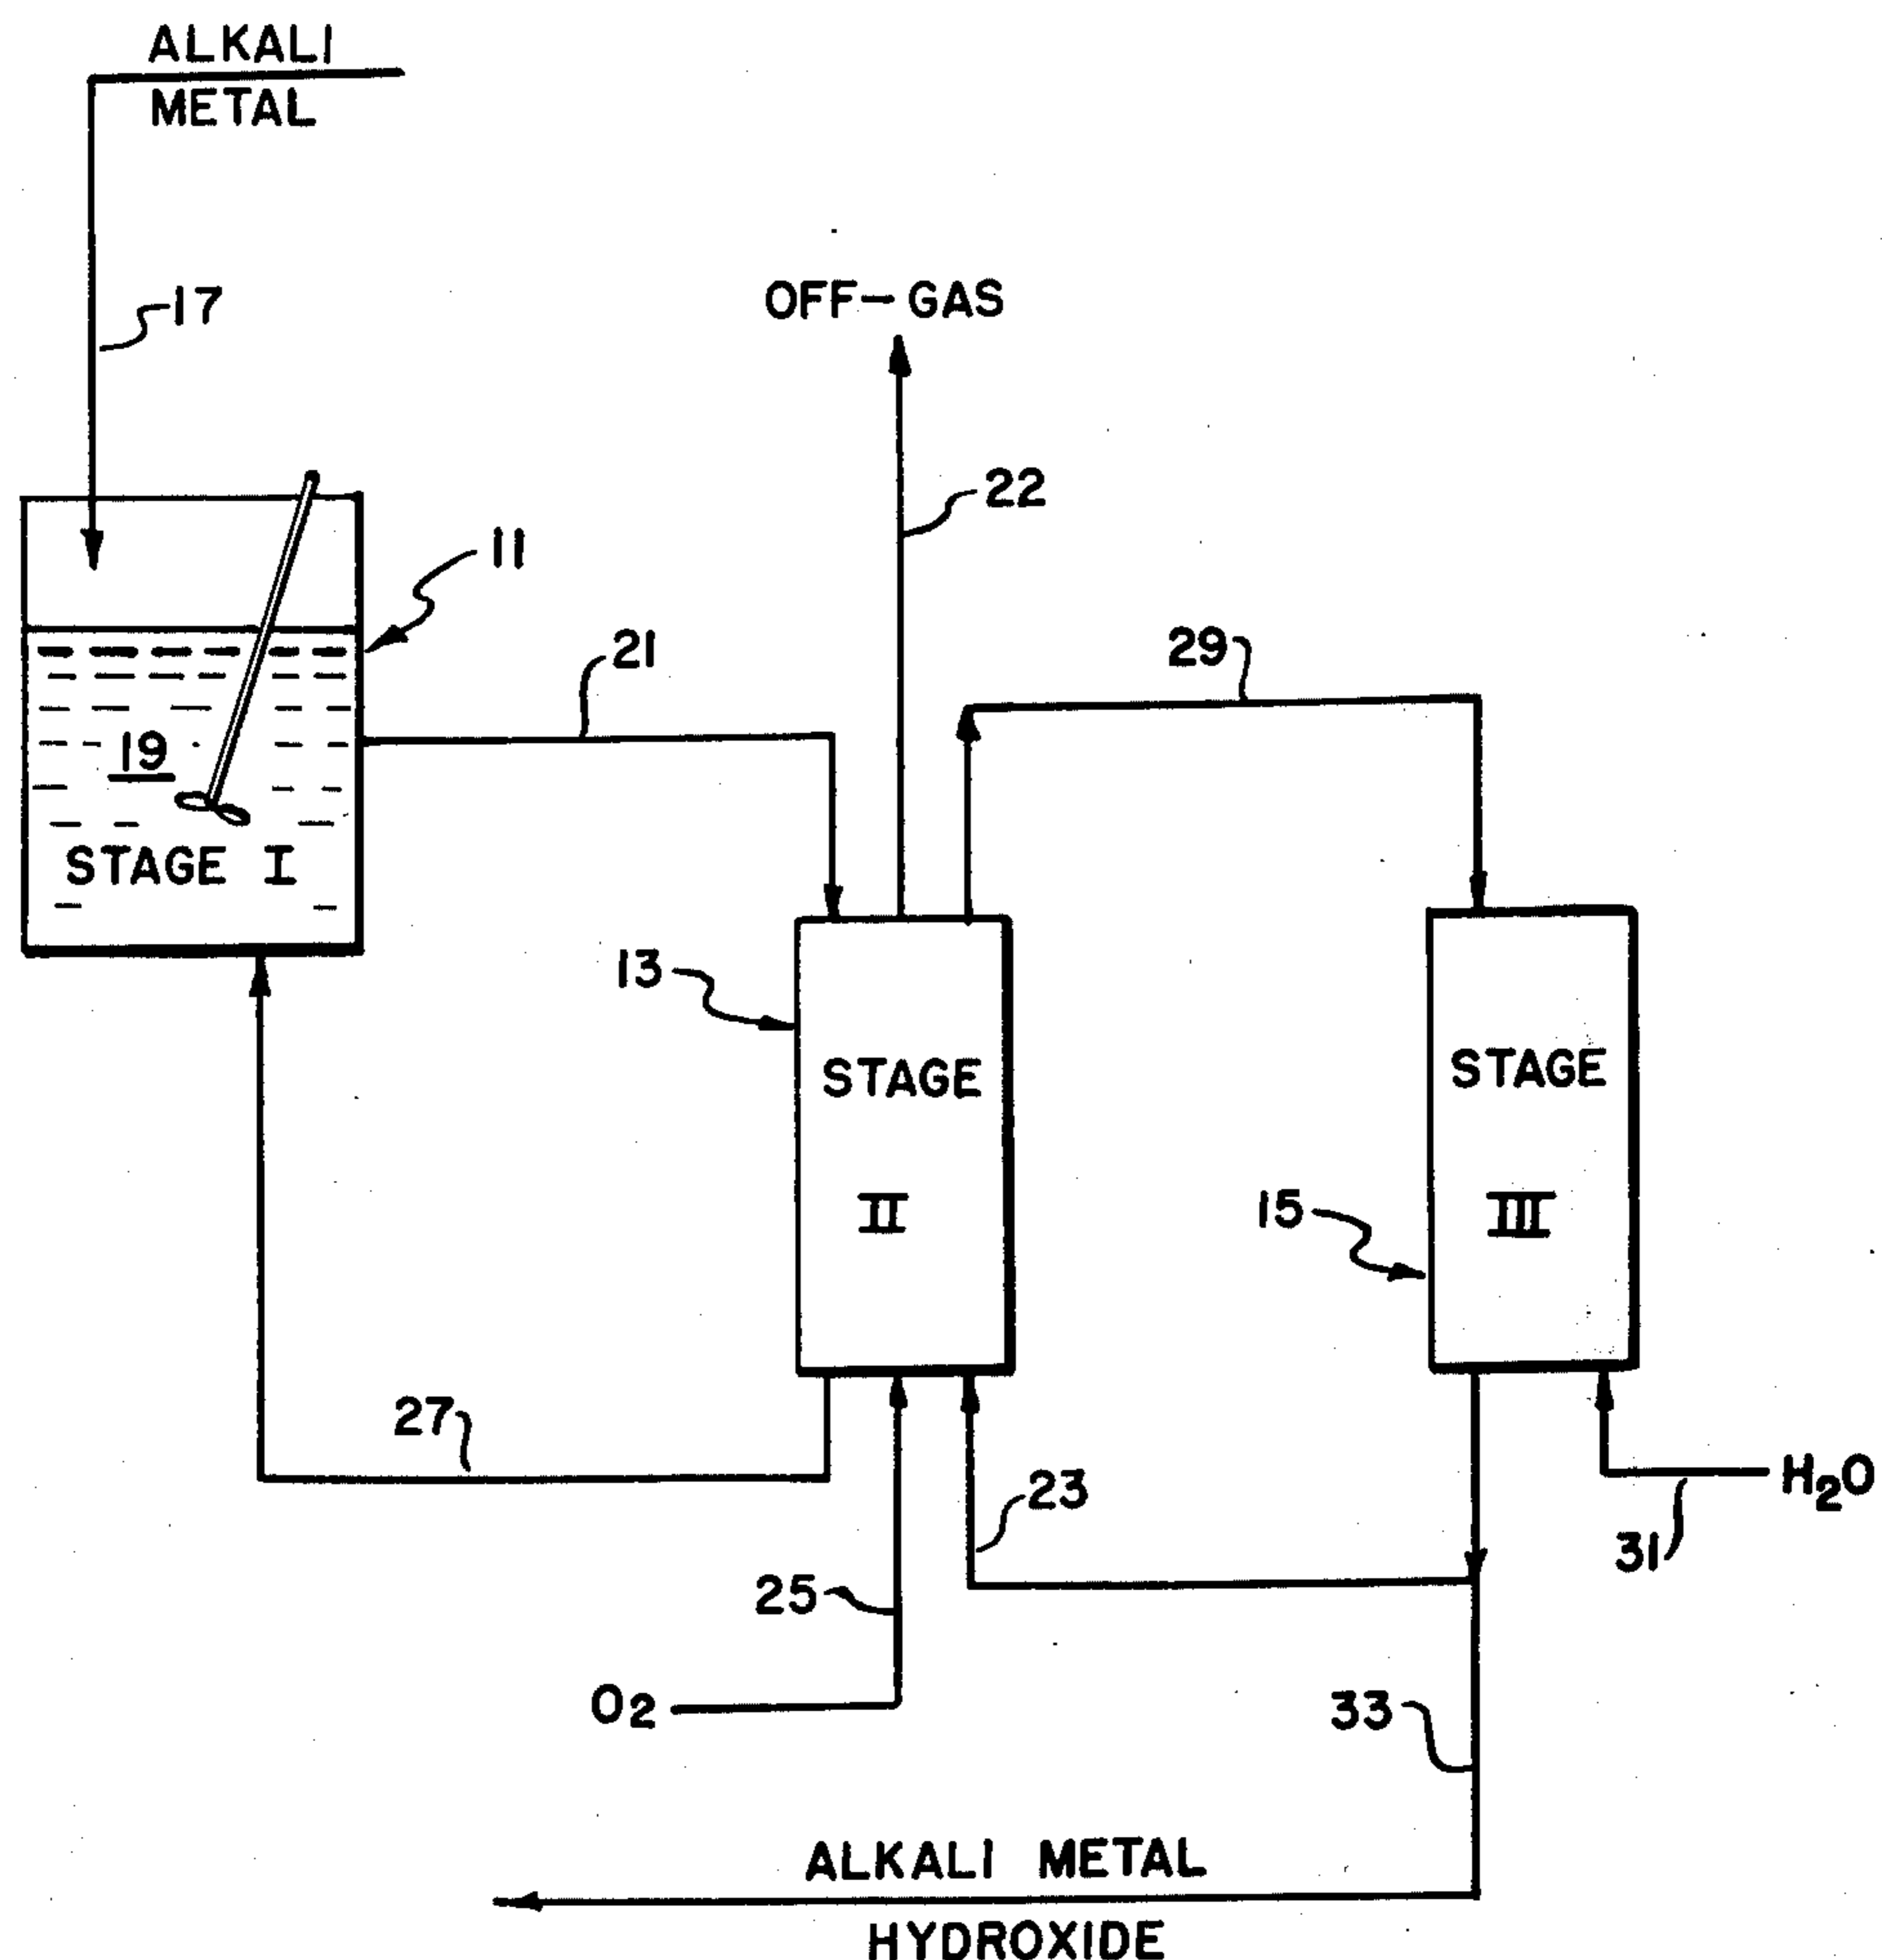 ALKALI
METAL
17
OFF-GAS
22
11
21
29
19
STAGE I
13
STAGE
II
STAGE
III
15
27
23
H2O
31
25
O2
33
ALKALI METAL
HYDROXIDE